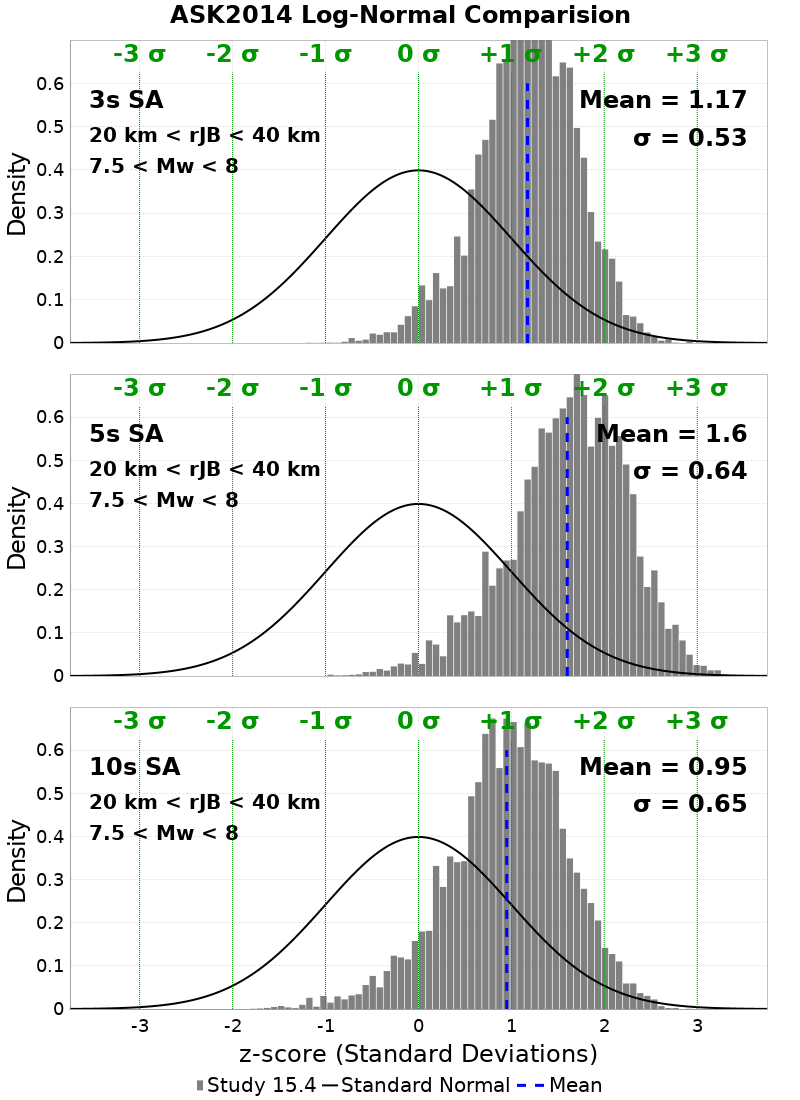 ASK2014 Log-Normal Comparision
-3 σ -2 σ -1 σ 0 σ +1 σ +2 σ +3 σ
3s SA
Mean = 1.17
20 km < rJB < 40 km
σ = 0.53
7.5 < Mw < 8
0.6
0.5
0.4
0.3
0.2
0.1
0
Density
-3 σ -2 σ -1 σ 0 σ +1 σ +2 σ +3 σ
5s SA
Mean = 1.6
20 km < rJB < 40 km
σ = 0.64
7.5 < Mw < 8
0.6
0.5
0.4
0.3
0.2
0.1
0
Density
-3 σ -2 σ -1 σ 0 σ +1 σ +2 σ +3 σ
10s SA
Mean = 0.95
20 km < rJB < 40 km
σ = 0.65
7.5 < Mw < 8
0.6
0.5
0.4
0.3
0.2
0.1
0
Density
-3 -2 -1 0 1 2 3
z-score (Standard Deviations)
Study 15.4 Standard Normal Mean